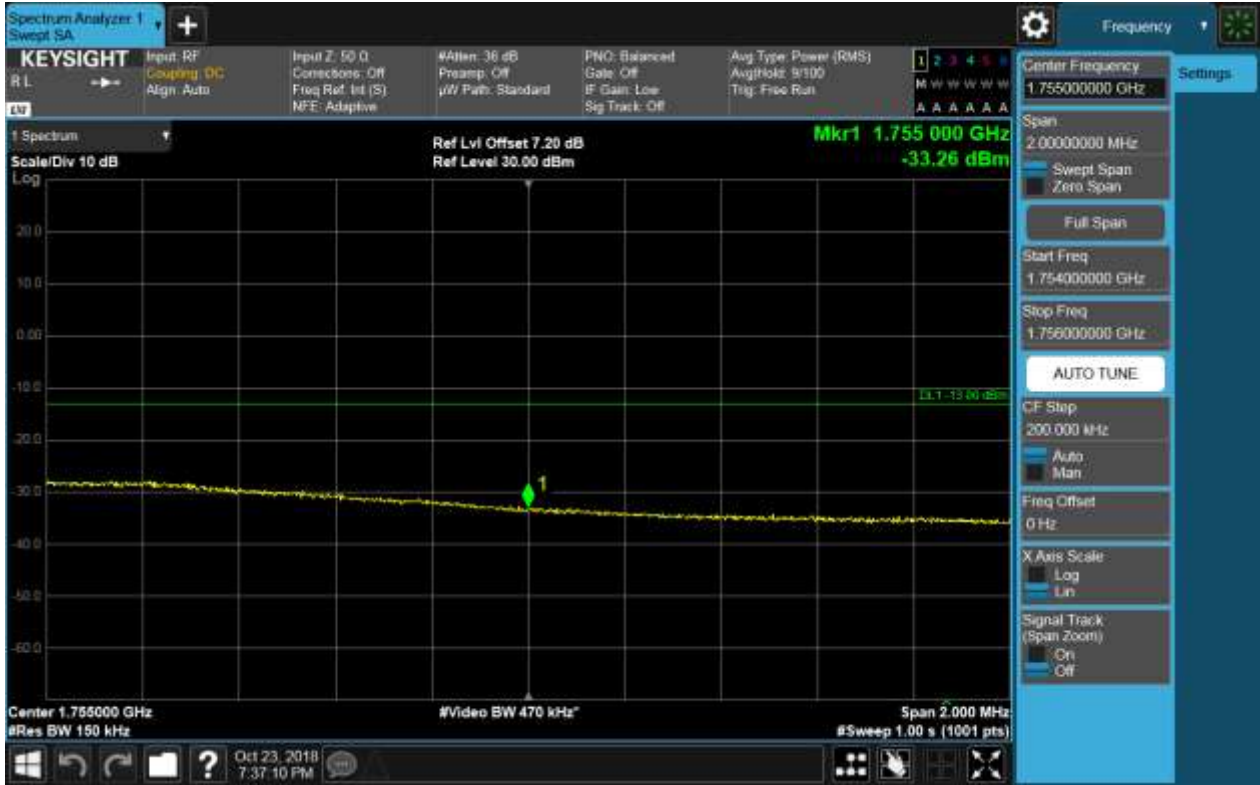 Spectrum Analyzer 1
Swept SA
Frequency
KEYSIGHT
R L
Input: RF
Coupling: DC
Align: Auto
Input Z: 50 Ω
Corrections: Off
Freq Ref: Int (S)
NFE: Adaptive
#Atten: 36 dB
Preamp: Off
µW Path: Standard
PNO: Balanced
Gate: Off
IF Gain: Low
Sig Track: Off
Avg Type: Power (RMS)
Avg|Hold: 9/100
Trig: Free Run
1 2 3 4 5 6
M W W W W W
A A A A A A
1 Spectrum
Scale/Div 10 dB
Log
Ref Lvl Offset 7.20 dB
Ref Level 30.00 dBm
Mkr1 1.755 000 GHz
-33.26 dBm
20.0
10.0
0.00
-10.0
-20.0
-30.0
-40.0
-50.0
-60.0
DL1 -13.00 dBm
1
Center 1.755000 GHz
#Res BW 150 kHz
#Video BW 470 kHz*
Span 2.000 MHz
#Sweep 1.00 s (1001 pts)
Oct 23, 2018
7:37:10 PM
Center Frequency
1.755000000 GHz
Settings
Span
2.00000000 MHz
Swept Span
Zero Span
Full Span
Start Freq
1.754000000 GHz
Stop Freq
1.756000000 GHz
AUTO TUNE
CF Step
200.000 kHz
Auto
Man
Freq Offset
0 Hz
X Axis Scale
Log
Lin
Signal Track
(Span Zoom)
On
Off